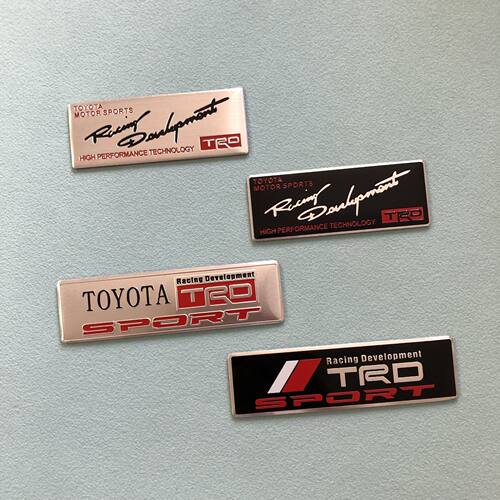 TOYOTA
MOTOR SPORTS
Racing Development
TRD
HIGH PERFORMANCE TECHNOLOGY
TOYOTA
MOTOR SPORTS
Racing Development
HIGH PERFORMANCE TECHNOLOGY
TRD
Racing Development
TOYOTA TRD
SPORT
Racing Development
TRD
SPORT